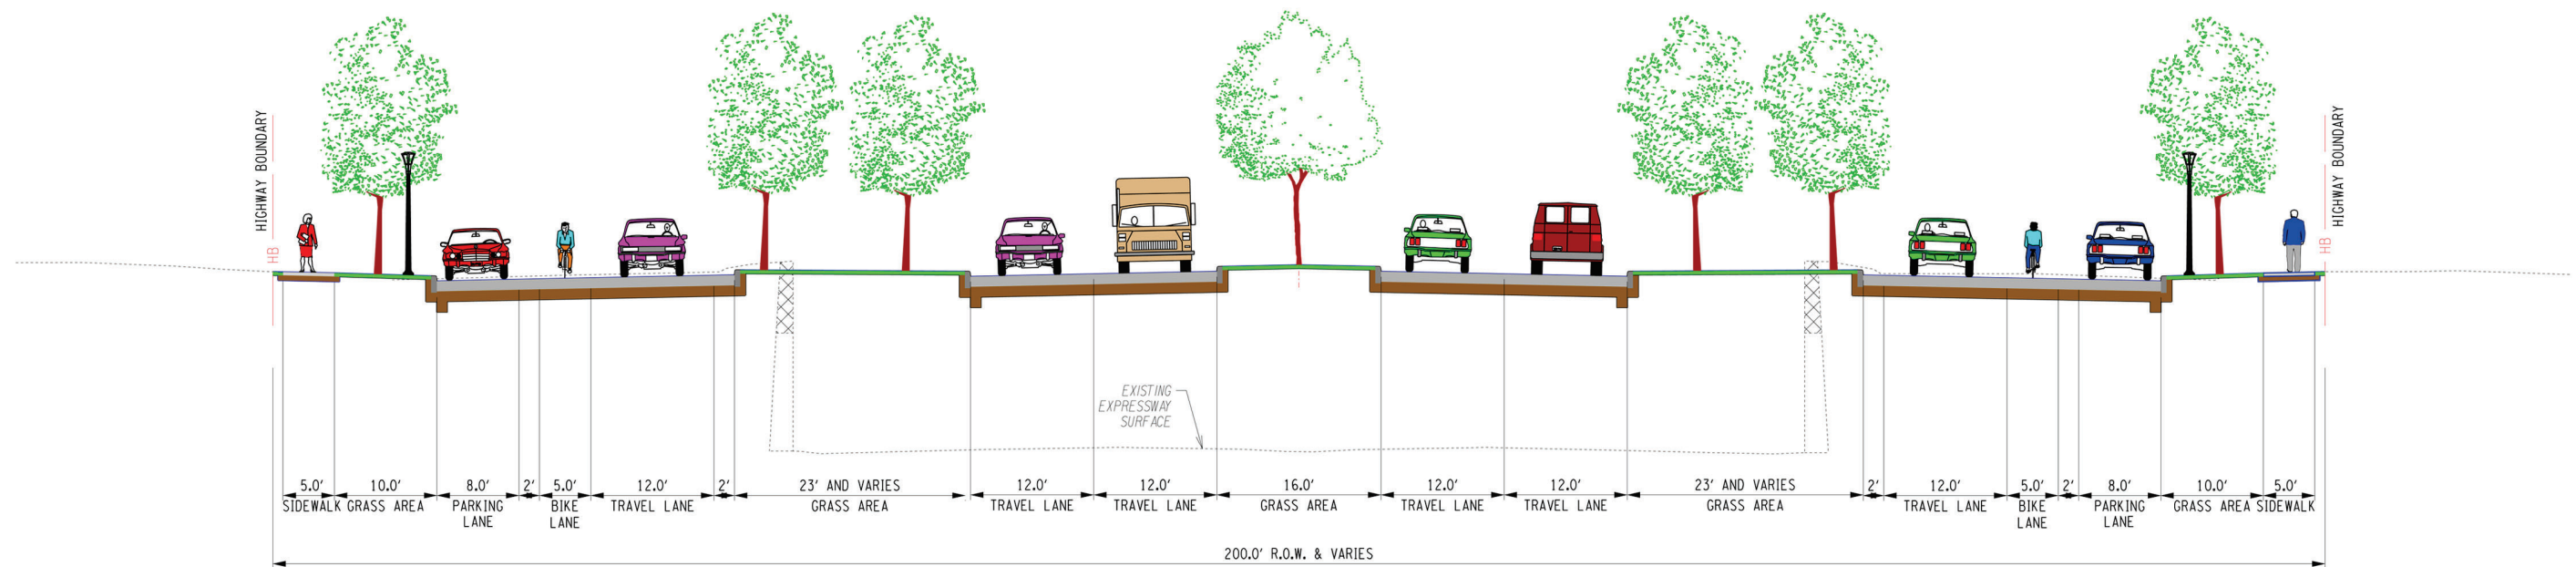 HIGHWAY BOUNDARY
HB
HIGHWAY BOUNDARY
HB
EXISTING
EXPRESSWAY
SURFACE
5.0' 10.0' 8.0' 2' 5.0' 12.0' 2' 23' AND VARIES 12.0' 12.0' 16.0' 12.0' 12.0' 23' AND VARIES 2' 12.0' 5.0' 2' 8.0' 10.0' 5.0'
SIDEWALK GRASS AREA PARKING BIKE TRAVEL LANE GRASS AREA TRAVEL LANE TRAVEL LANE GRASS AREA TRAVEL LANE TRAVEL LANE GRASS AREA TRAVEL LANE BIKE PARKING GRASS AREA SIDEWALK
LANE LANE LANE LANE
200.0' R.O.W. & VARIES